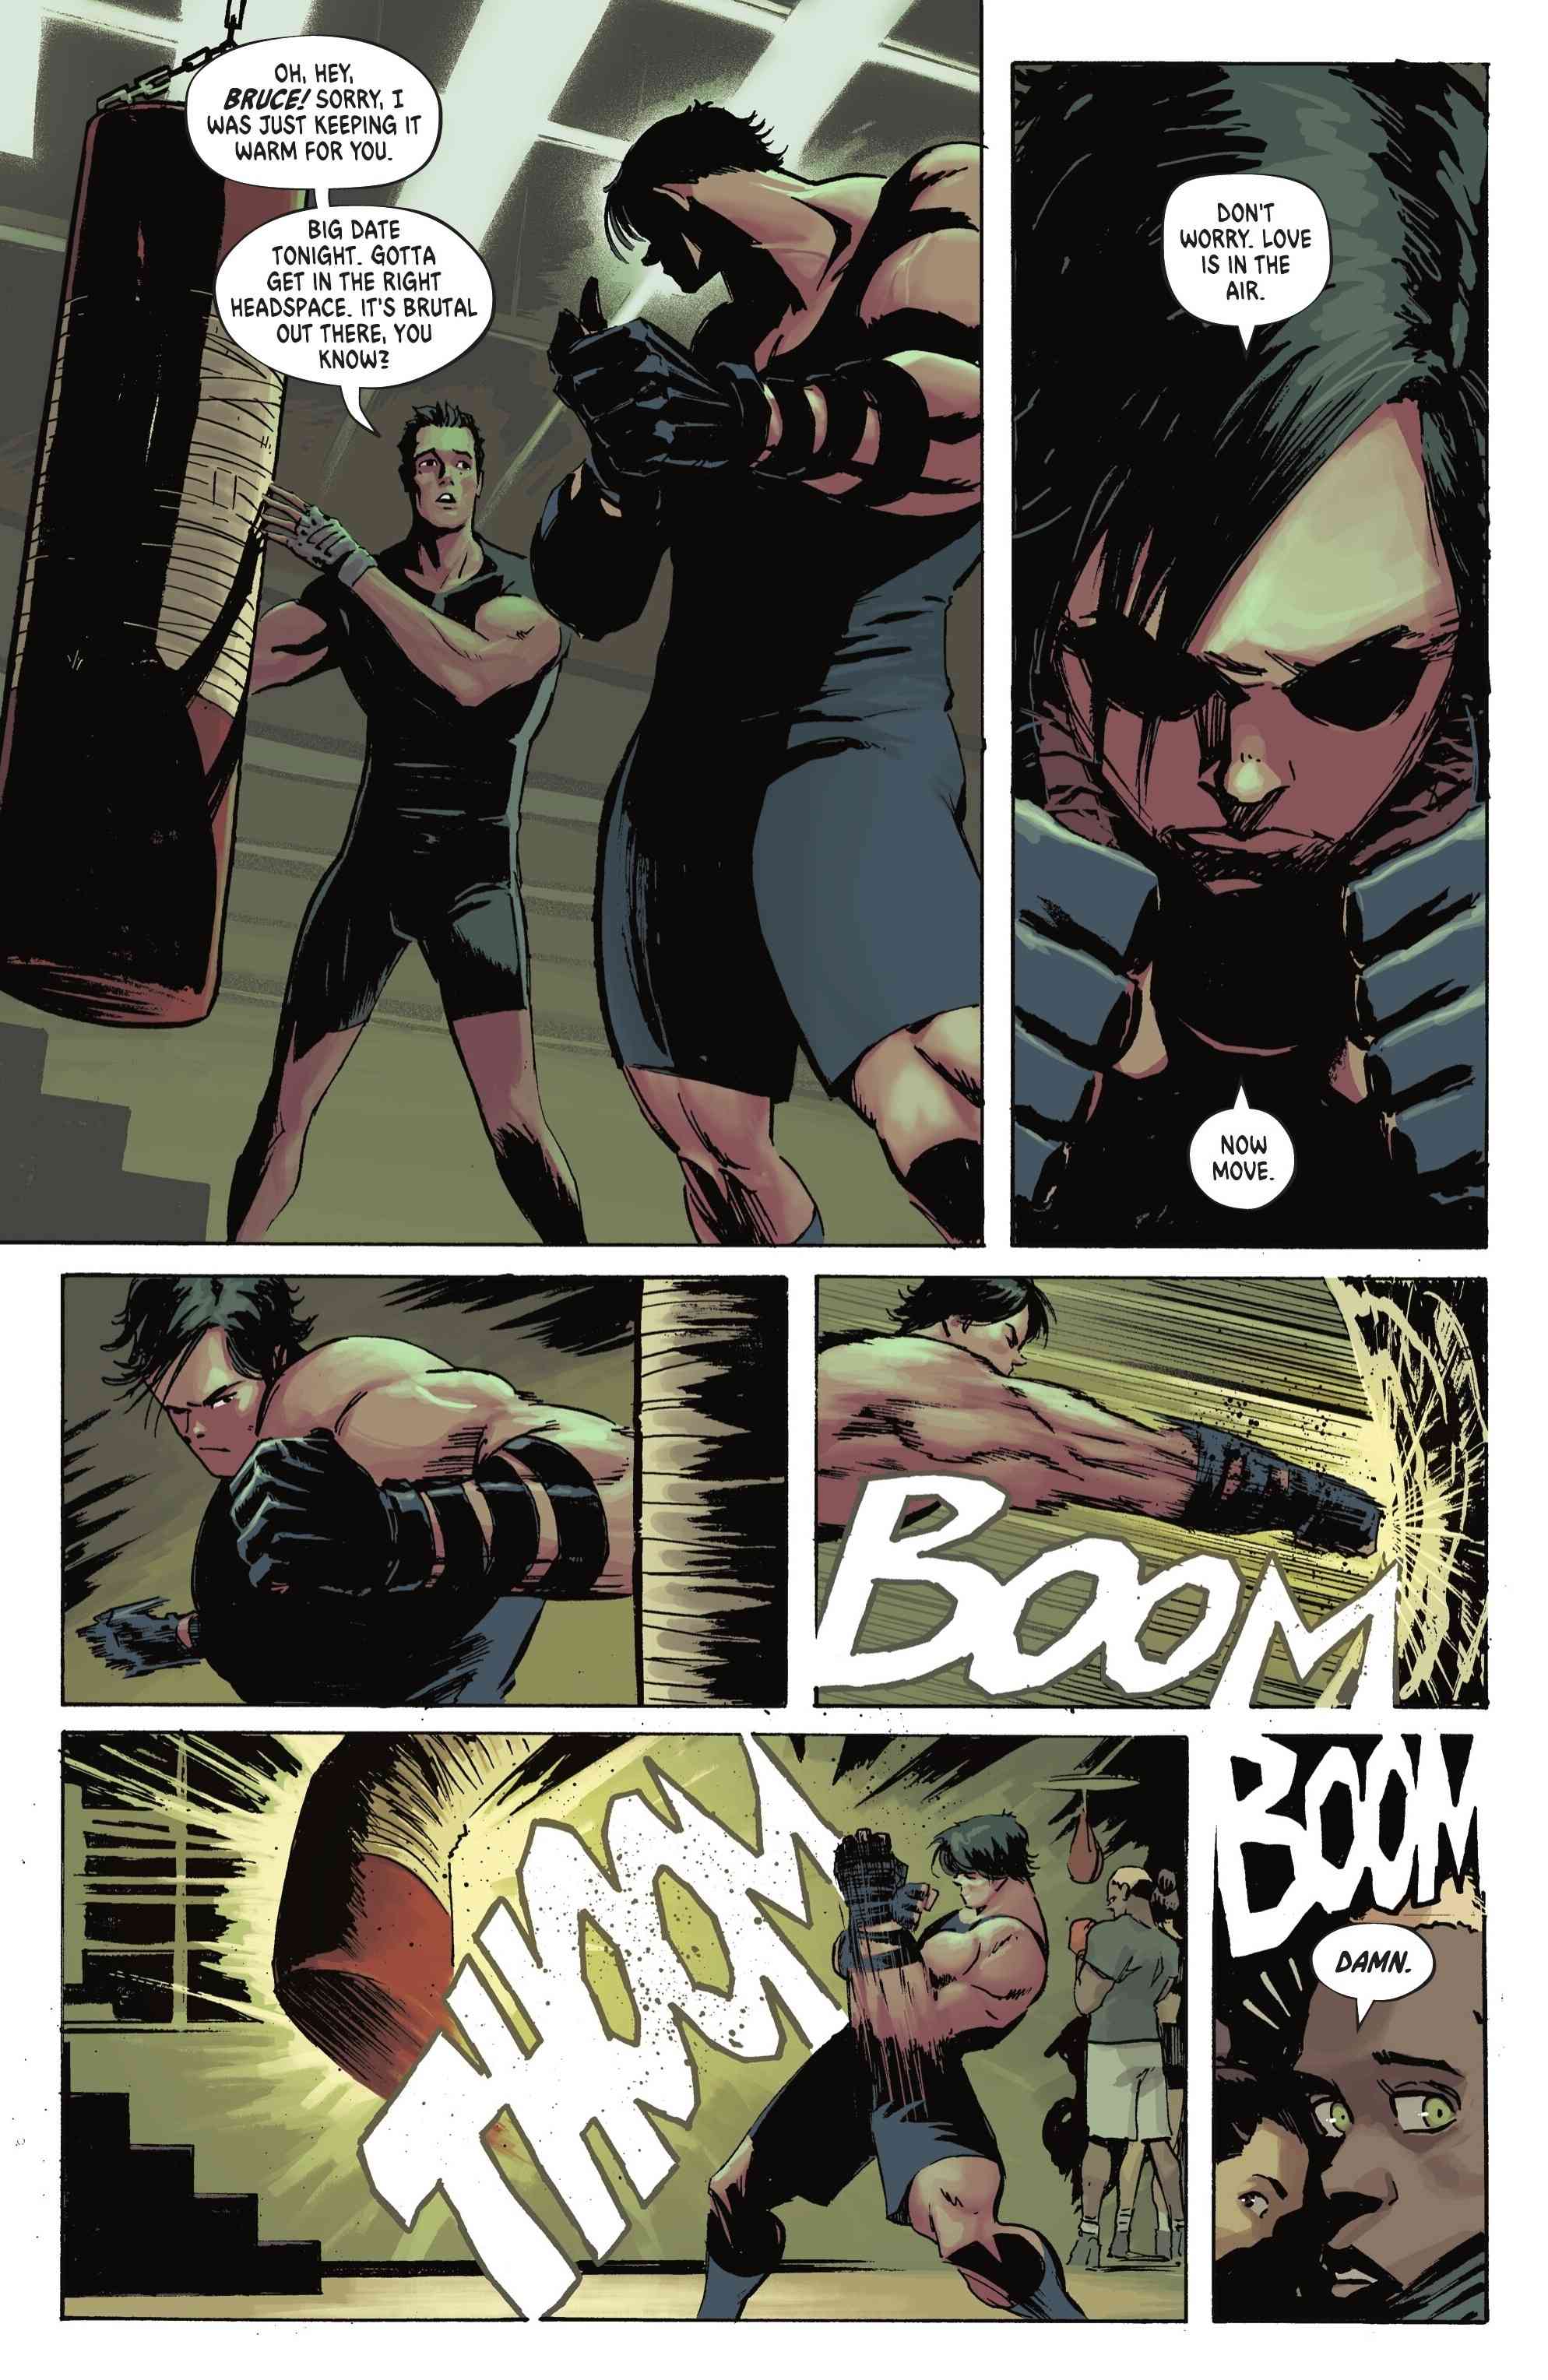 OH, HEY,
BRUCE! SORRY, I
WAS JUST KEEPING IT
WARM FOR YOU.
BIG DATE
TONIGHT. GOTTA
GET IN THE RIGHT
HEADSPACE. IT'S BRUTAL
OUT THERE, YOU
KNOW?
DON'T
WORRY. LOVE
IS IN THE
AIR.
NOW
MOVE.
BOOM
THOOM
BOOM
DAMN.